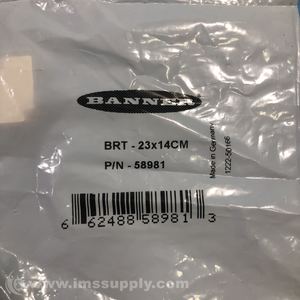 BANNER
BRT - 23x14CM
P/N - 58981
Made in Germany
1222-50166
6 62488 58981 3
© www.imssupply.com